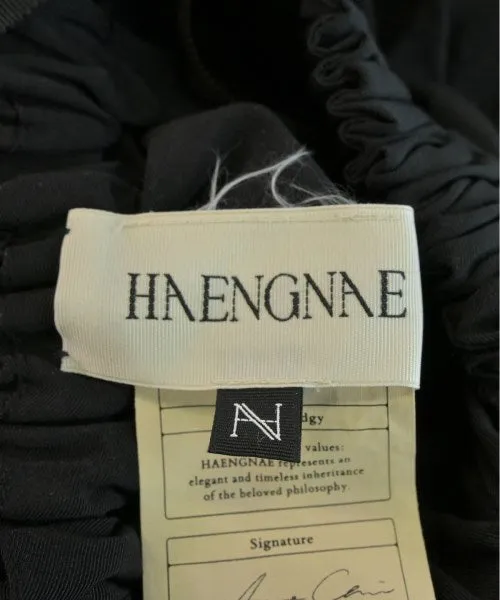 HAENGNAE
N
dgy
values:
HAENGNAE represents an
elegant and timeless inheritance
of the beloved philosophy.
Signature